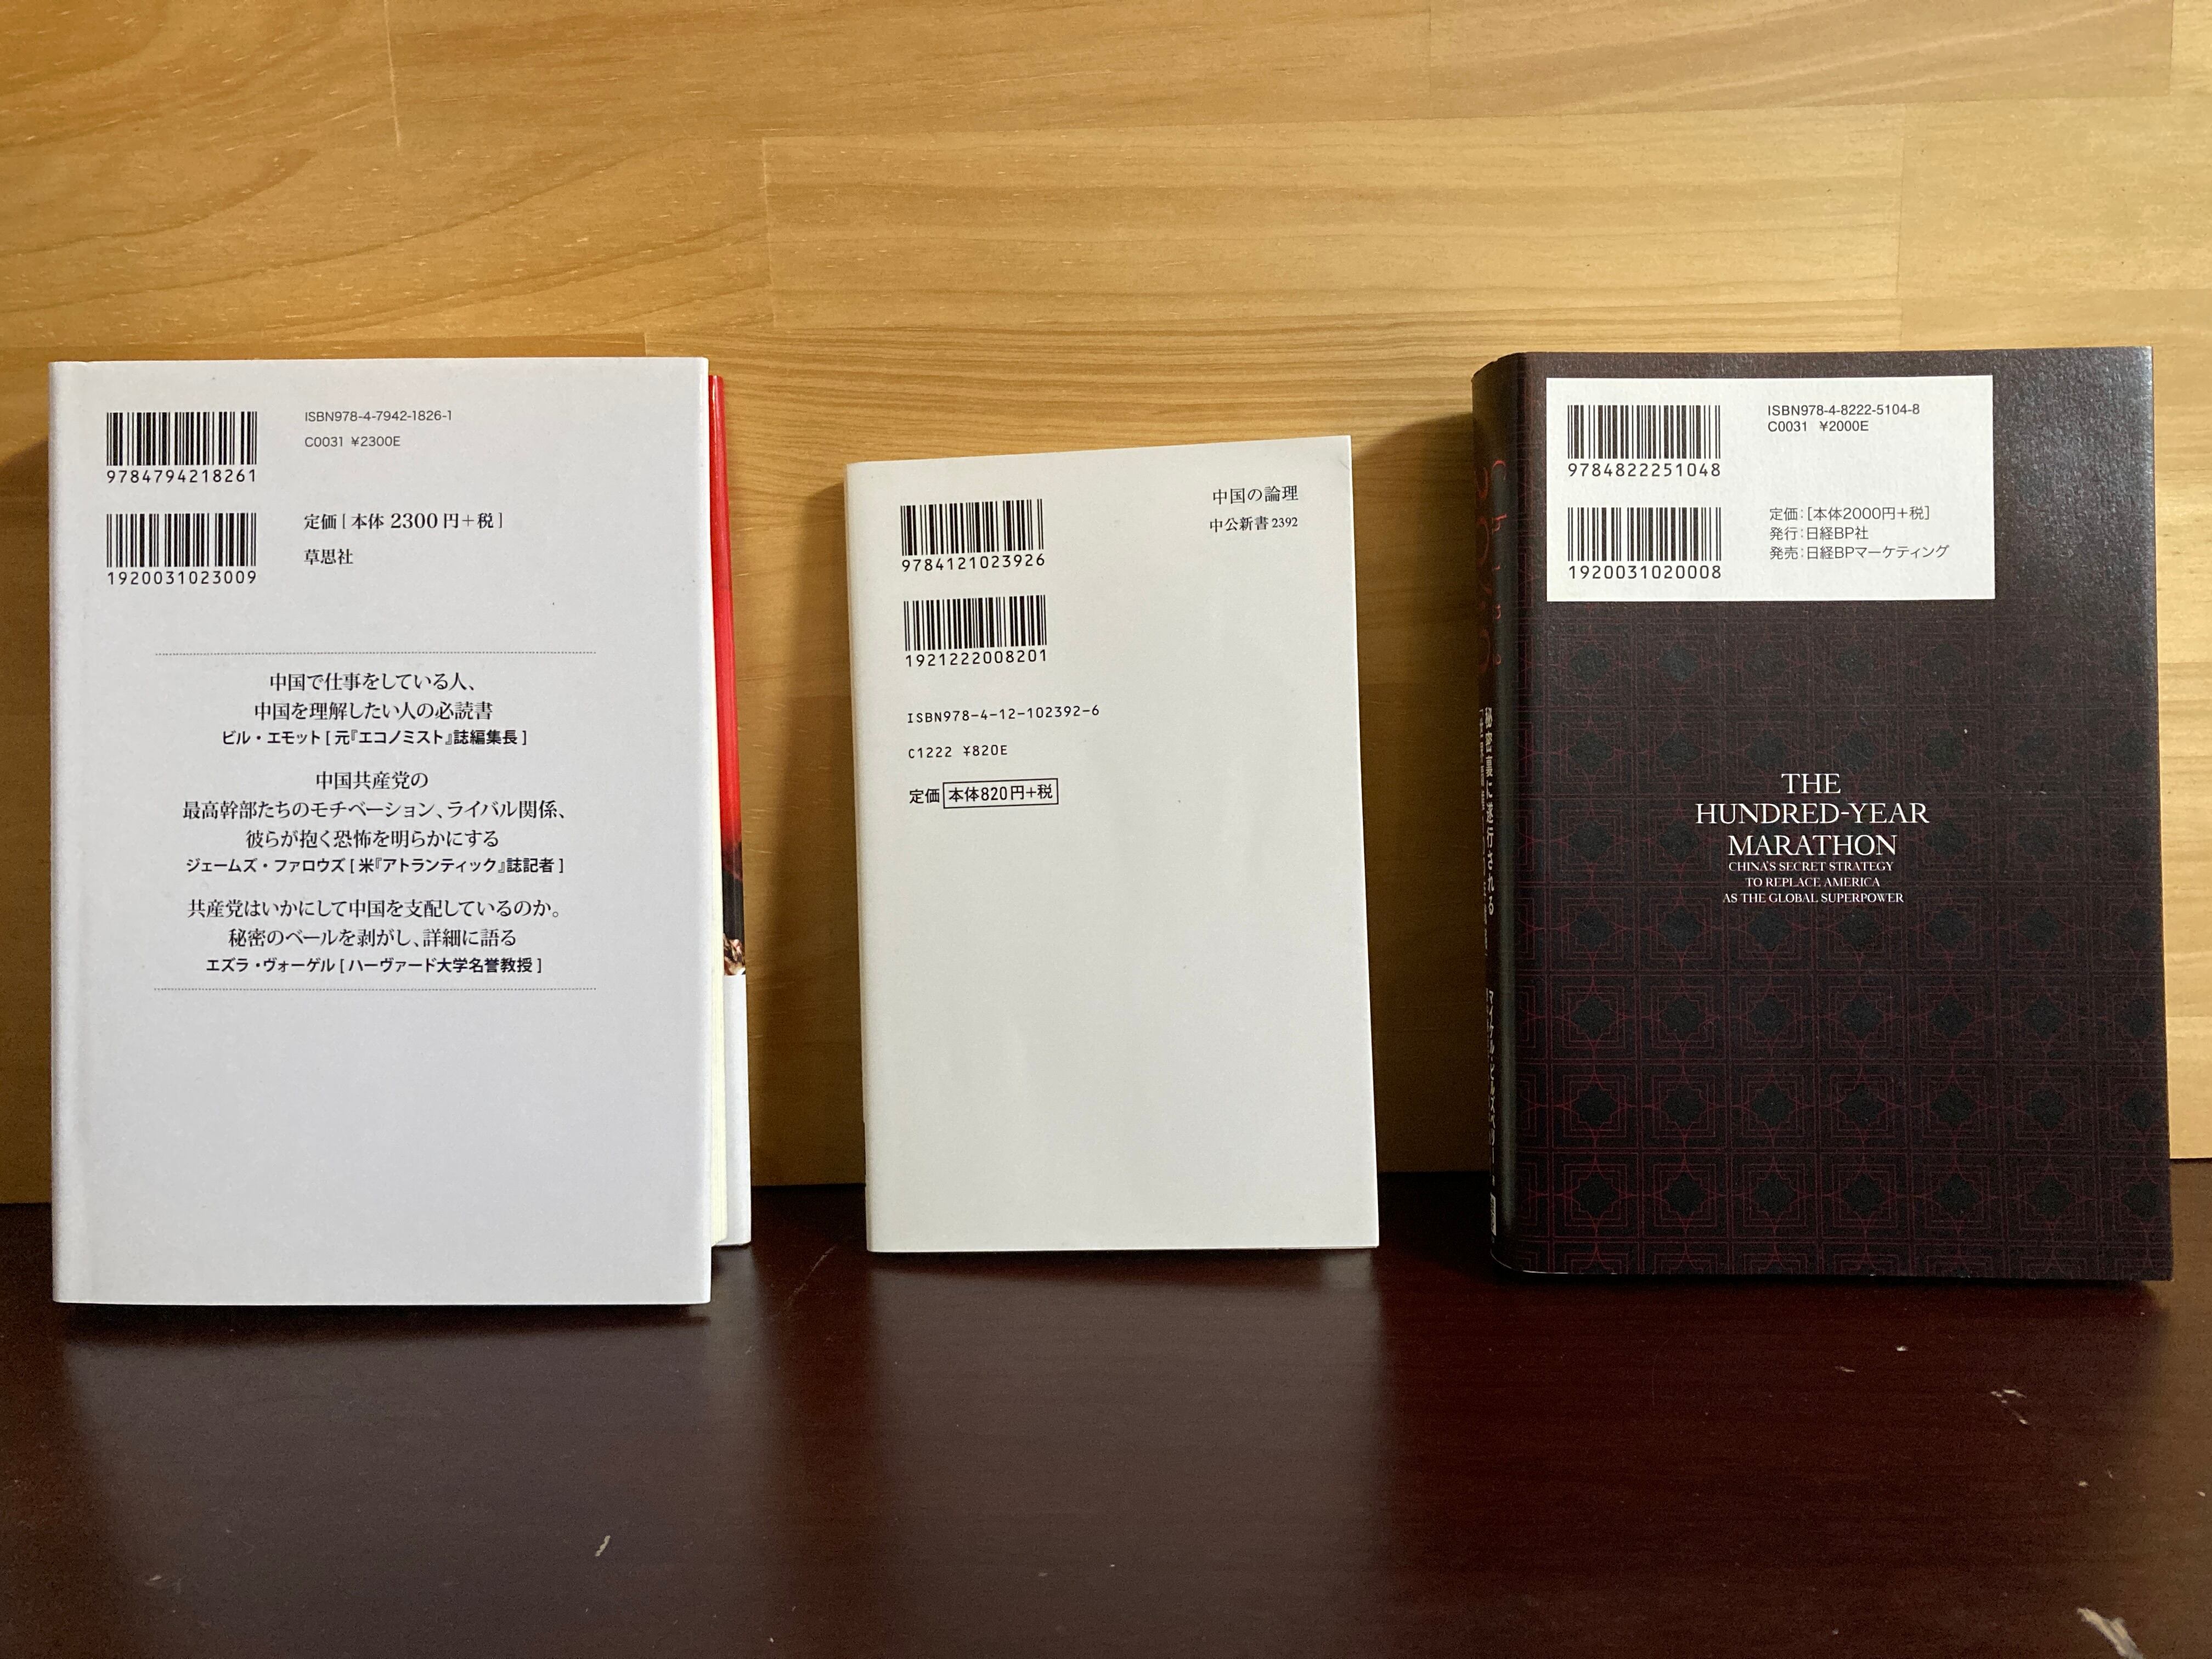 ISBN978-4-7942-1826-1
C0031 ¥2300E
9784794218261
定価[本体 2300円+税]
草思社
1920031023009
中国で仕事をしている人、
中国を理解したい人の必読書
ビル・エモット[元『エコノミスト』誌編集長]
中国共産党の
最高幹部たちのモチベーション、ライバル関係、
彼らが抱く恐怖を明らかにする
ジェームズ・ファロウズ[米『アトランティック』誌記者]
共産党はいかにして中国を支配しているのか。
秘密のベールを剥がし、詳細に語る
エズラ・ヴォーゲル[ハーヴァード大学名誉教授]
中国の論理
中公新書2392
9784121023926
1921222008201
ISBN978-4-12-102392-6
C1222 ¥820E
定価 本体820円+税
秘密裏に遂行される
ISBN978-4-8222-5104-8
C0031 ¥2000E
9784822251048
定価:[本体2000円+税]
発行:日経BP社
発売:日経BPマーケティング
1920031020008
THE
HUNDRED-YEAR
MARATHON
CHINA'S SECRET STRATEGY
TO REPLACE AMERICA
AS THE GLOBAL SUPERPOWER